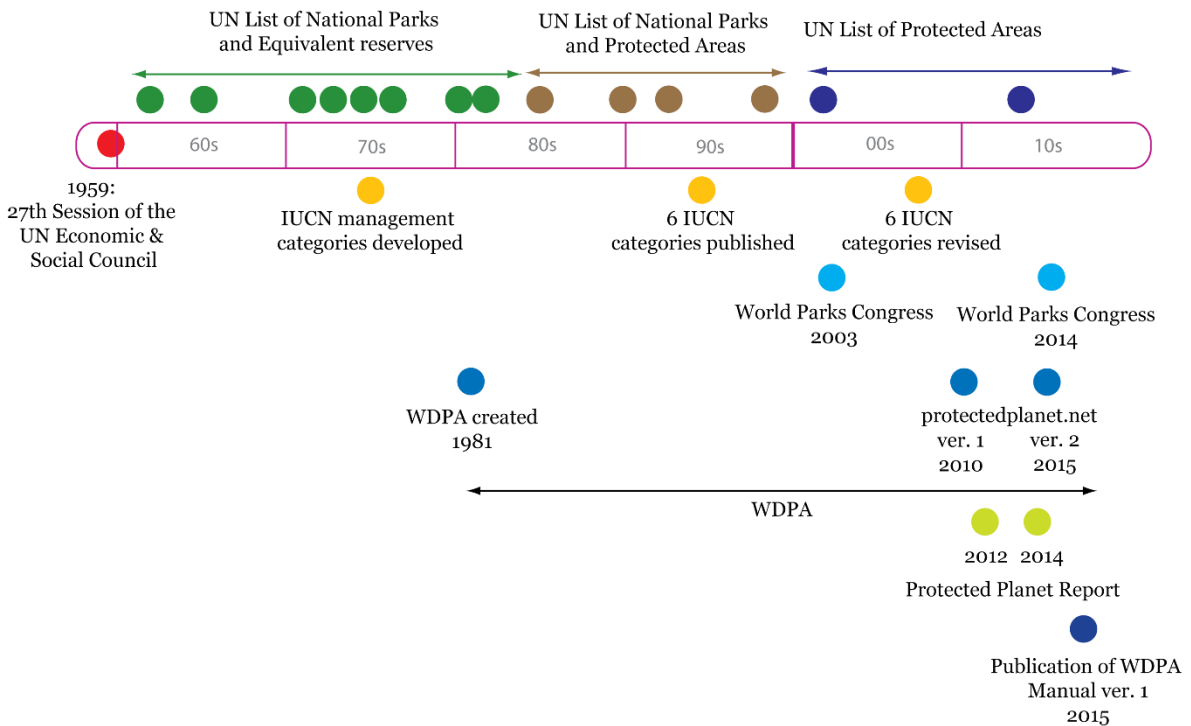 UN List of National Parks
and Equivalent reserves
UN List of National Parks
and Protected Areas
UN List of Protected Areas
60s
70s
80s
90s
00s
10s
1959:
27th Session of the
UN Economic &
Social Council
IUCN management
categories developed
6 IUCN
categories published
6 IUCN
categories revised
World Parks Congress
2003
World Parks Congress
2014
WDPA created
1981
protectedplanet.net
ver. 1
2010
ver. 2
2015
WDPA
2012
2014
Protected Planet Report
Publication of WDPA
Manual ver. 1
2015